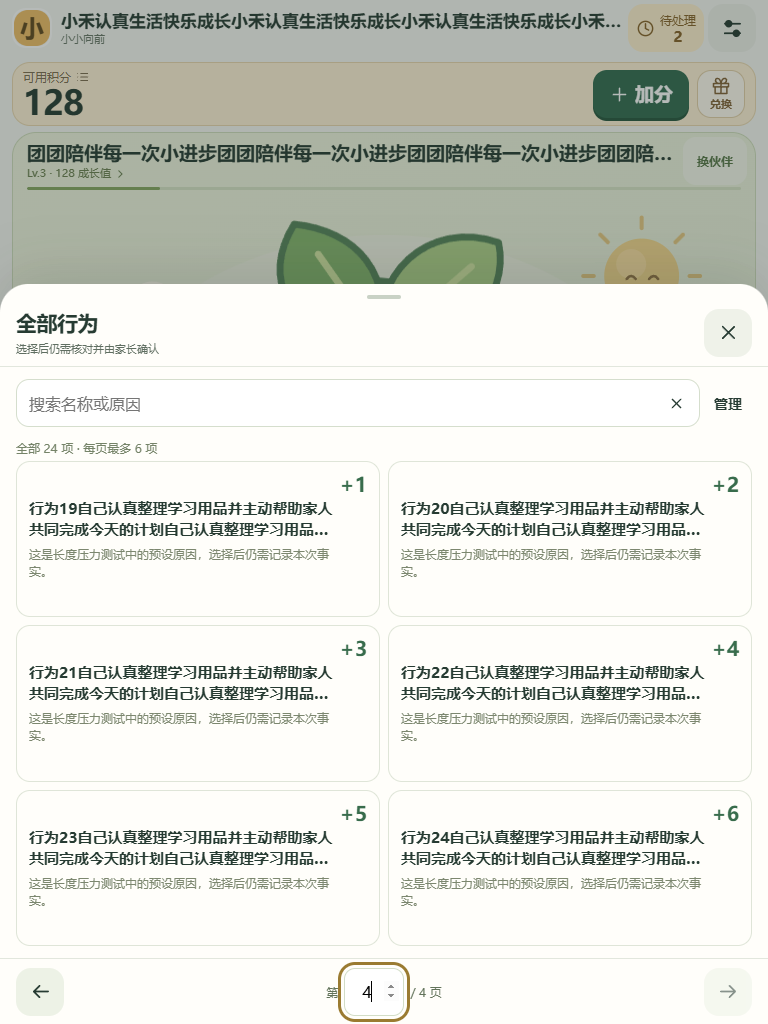 小
小禾认真生活快乐成长小禾认真生活快乐成长小禾认真生活快乐成长小禾...
小小向前
待处理
2
可用积分
128
+ 加分
兑换
团团陪伴每一次小进步团团陪伴每一次小进步团团陪伴每一次小进步团团陪...
Lv.3 · 128 成长值
换伙伴
全部行为
选择后仍需核对并由家长确认
搜索名称或原因
管理
全部 24 项 · 每页最多 6 项
+1
行为19自己认真整理学习用品并主动帮助家人
共同完成今天的计划自己认真整理学习用品...
这是长度压力测试中的预设原因，选择后仍需记录本次事
实。
+2
行为20自己认真整理学习用品并主动帮助家人
共同完成今天的计划自己认真整理学习用品...
这是长度压力测试中的预设原因，选择后仍需记录本次事
实。
+3
行为21自己认真整理学习用品并主动帮助家人
共同完成今天的计划自己认真整理学习用品...
这是长度压力测试中的预设原因，选择后仍需记录本次事
实。
+4
行为22自己认真整理学习用品并主动帮助家人
共同完成今天的计划自己认真整理学习用品...
这是长度压力测试中的预设原因，选择后仍需记录本次事
实。
+5
行为23自己认真整理学习用品并主动帮助家人
共同完成今天的计划自己认真整理学习用品...
这是长度压力测试中的预设原因，选择后仍需记录本次事
实。
+6
行为24自己认真整理学习用品并主动帮助家人
共同完成今天的计划自己认真整理学习用品...
这是长度压力测试中的预设原因，选择后仍需记录本次事
实。
第 4 / 4 页